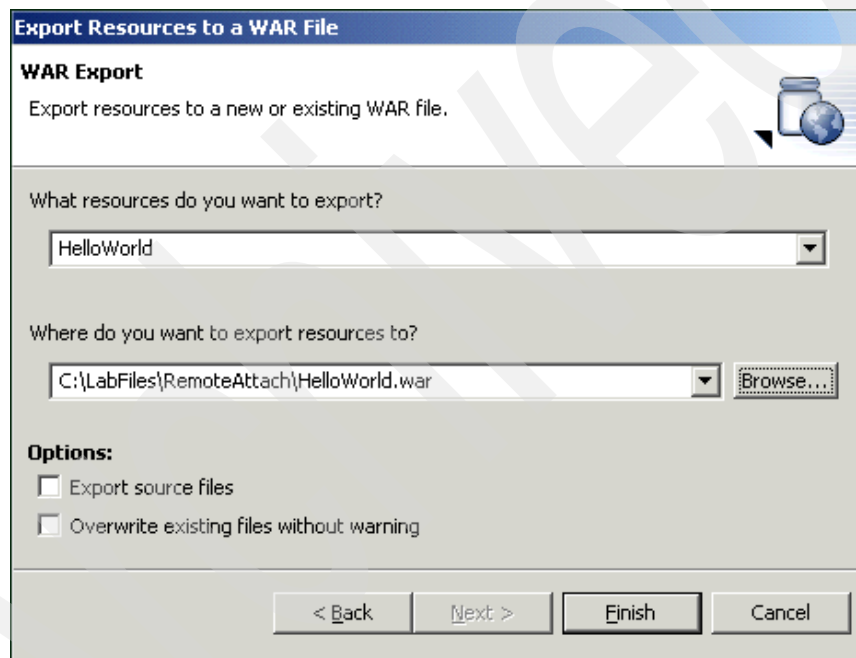 Export Resources to a WAR File
WAR Export
Export resources to a new or existing WAR file.
What resources do you want to export?
HelloWorld
Where do you want to export resources to?
C:\LabFiles\RemoteAttach\HelloWorld.war
Browse...
Options:
Export source files
Overwrite existing files without warning
< Back
Next >
Finish
Cancel